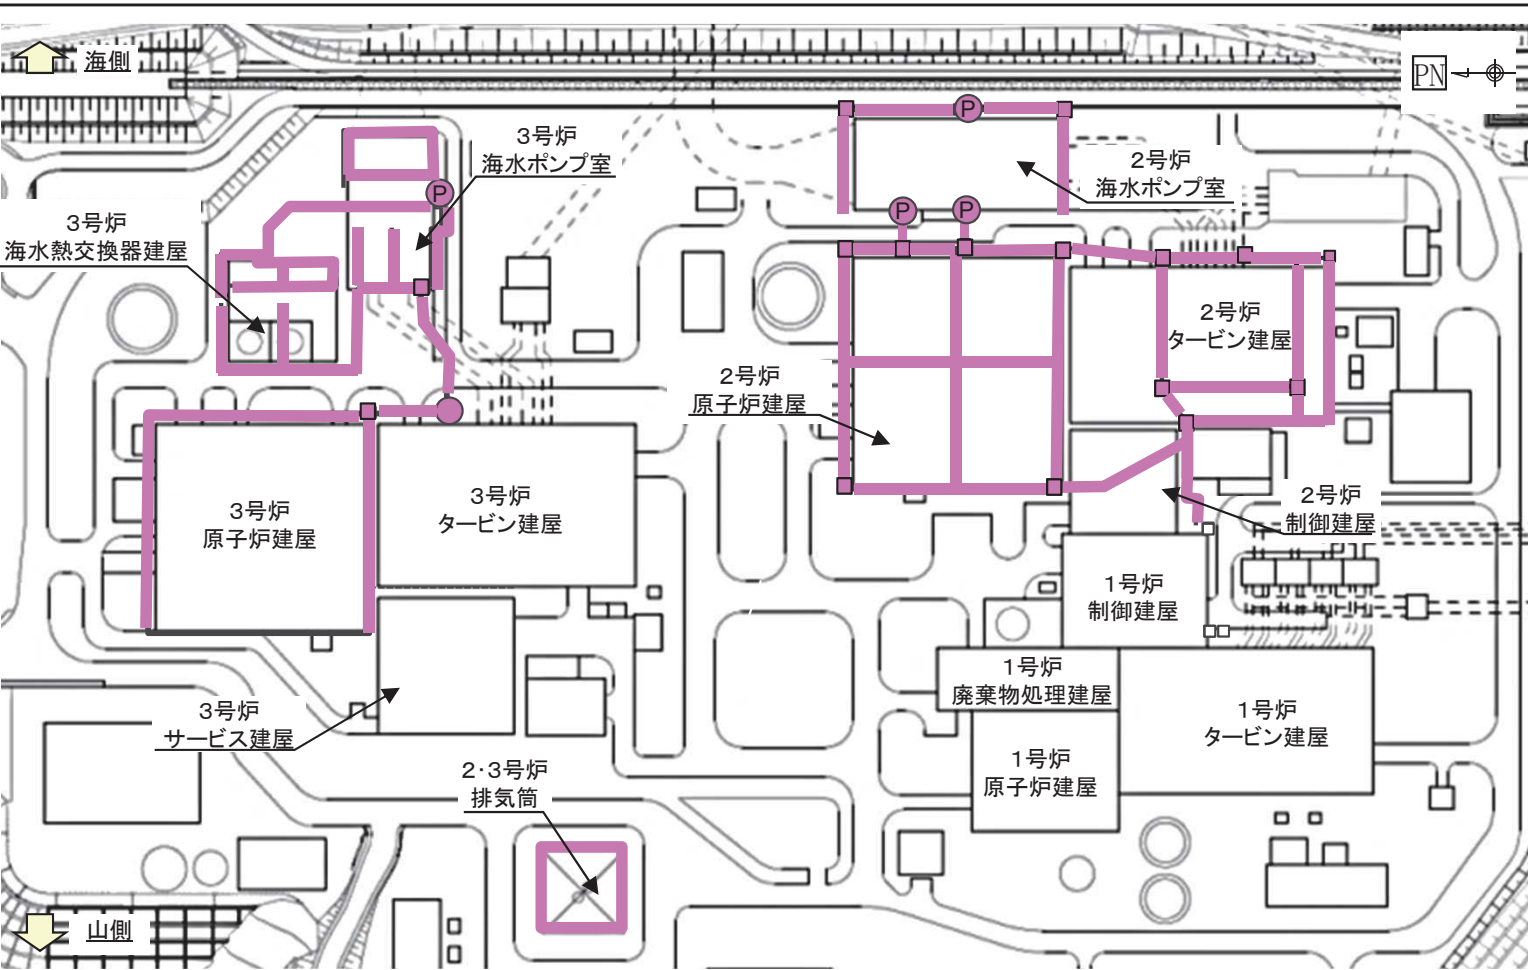 海側
PN
P
3号炉
海水ポンプ室
2号炉
海水ポンプ室
P
P
P
3号炉
海水熱交換器建屋
2号炉
タービン建屋
2号炉
原子炉建屋
3号炉
原子炉建屋
3号炉
タービン建屋
2号炉
制御建屋
1号炉
制御建屋
1号炉
廃棄物処理建屋
3号炉
サービス建屋
1号炉
タービン建屋
1号炉
原子炉建屋
2・3号炉
排気筒
山側